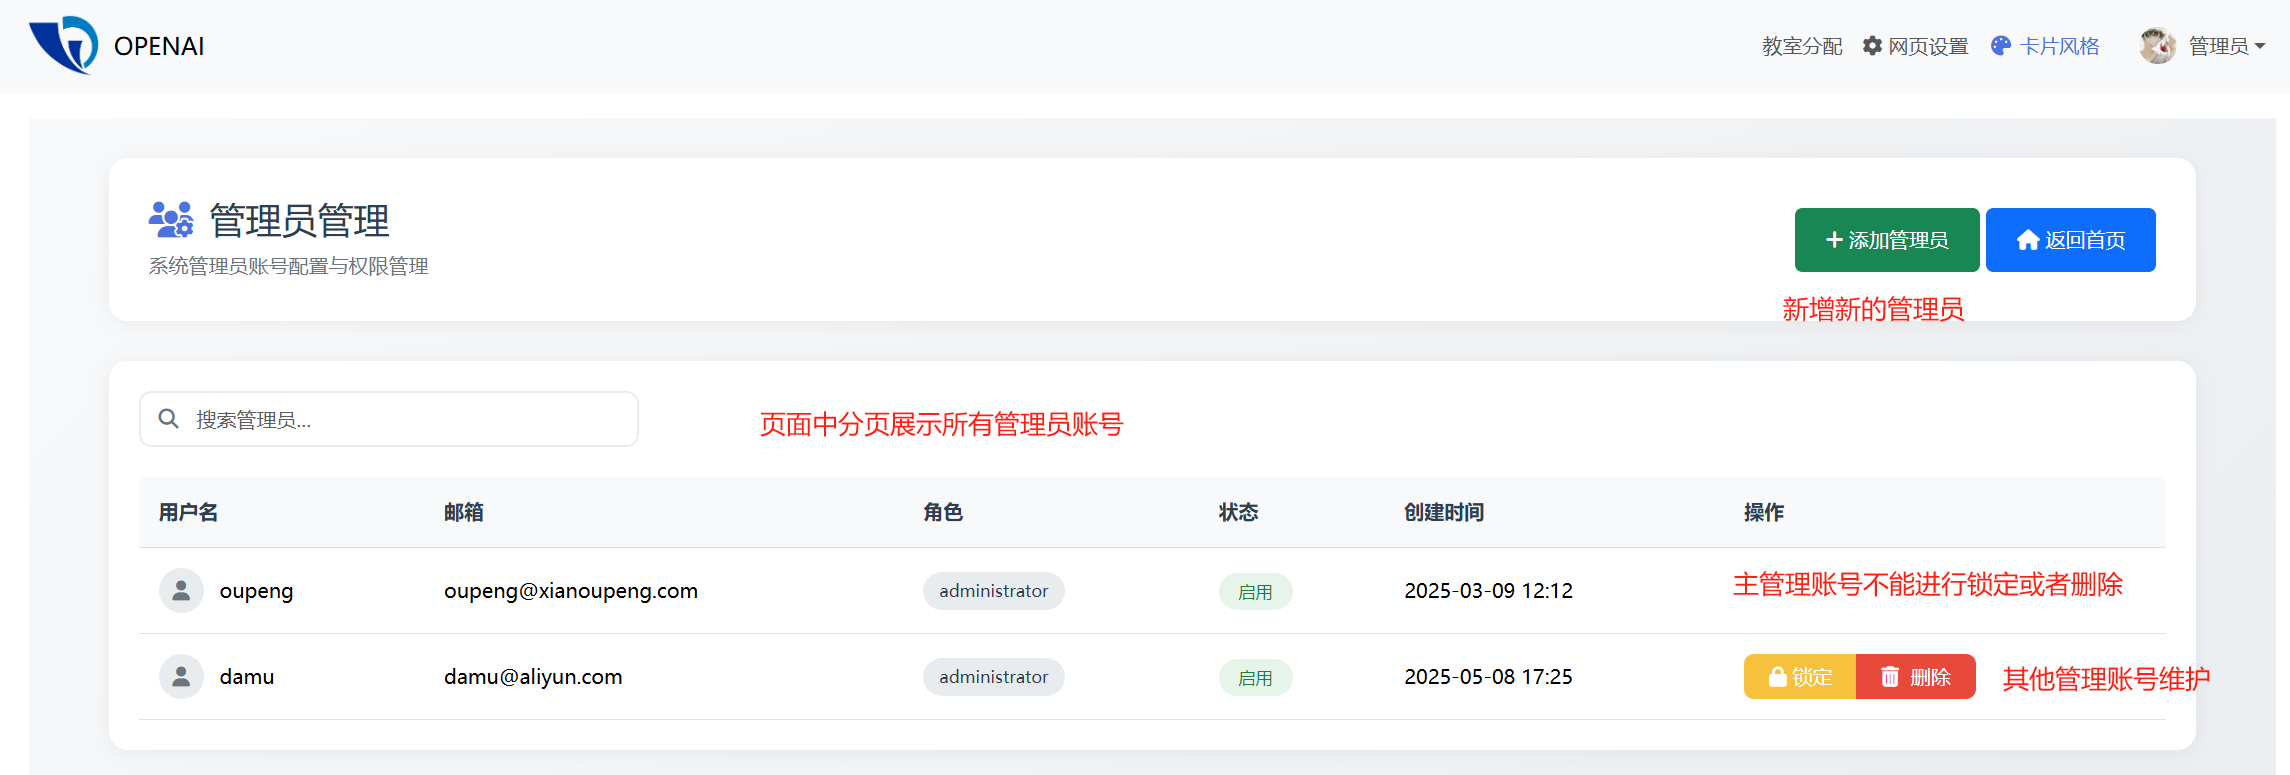 OPENAI 教室分配 网页设置 卡片风格 管理员
管理员管理
系统管理员账号配置与权限管理
添加管理员 返回首页
新增新的管理员
搜索管理员...
页面中分页展示所有管理员账号
用户名 邮箱 角色 状态 创建时间 操作
oupeng oupeng@xianoupeng.com administrator 启用 2025-03-09 12:12 主管理账号不能进行锁定或者删除
damu damu@aliyun.com administrator 启用 2025-05-08 17:25 锁定 删除 其他管理账号维护